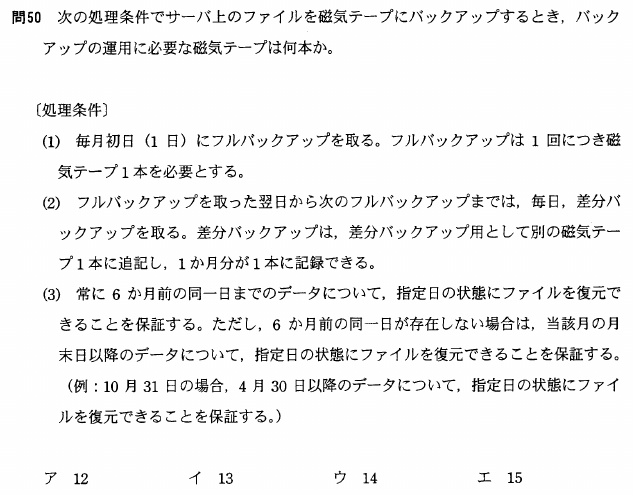 問50 次の処理条件でサーバ上のファイルを磁気テープにバックアップするとき，バック
アップの運用に必要な磁気テープは何本か。
〔処理条件〕
(1) 毎月初日（1 日）にフルバックアップを取る。フルバックアップは 1 回につき磁
気テープ1本を必要とする。
(2) フルバックアップを取った翌日から次のフルバックアップまでは，毎日，差分バ
ックアップを取る。差分バックアップは，差分バックアップ用として別の磁気テー
プ1本に追記し，1か月分が1本に記録できる。
(3) 常に 6 か月前の同一日までのデータについて，指定日の状態にファイルを復元で
きることを保証する。ただし，6 か月前の同一日が存在しない場合は，当該月の月
末日以降のデータについて，指定日の状態にファイルを復元できることを保証する。
（例：10 月 31 日の場合，4 月 30 日以降のデータについて，指定日の状態にファイ
ルを復元できることを保証する。）
ア 12 イ 13 ウ 14 エ 15